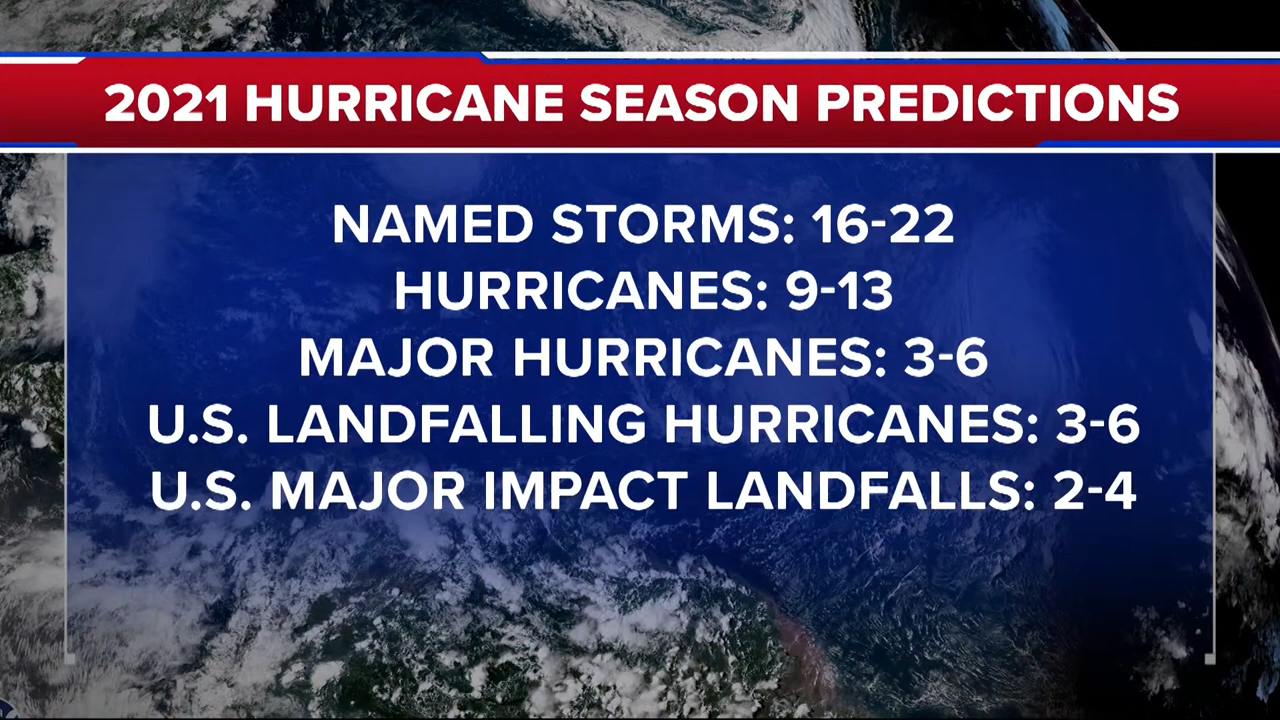 2021 HURRICANE SEASON PREDICTIONS
NAMED STORMS: 16-22
HURRICANES: 9-13
MAJOR HURRICANES: 3-6
U.S. LANDFALLING HURRICANES: 3-6
U.S. MAJOR IMPACT LANDFALLS: 2-4